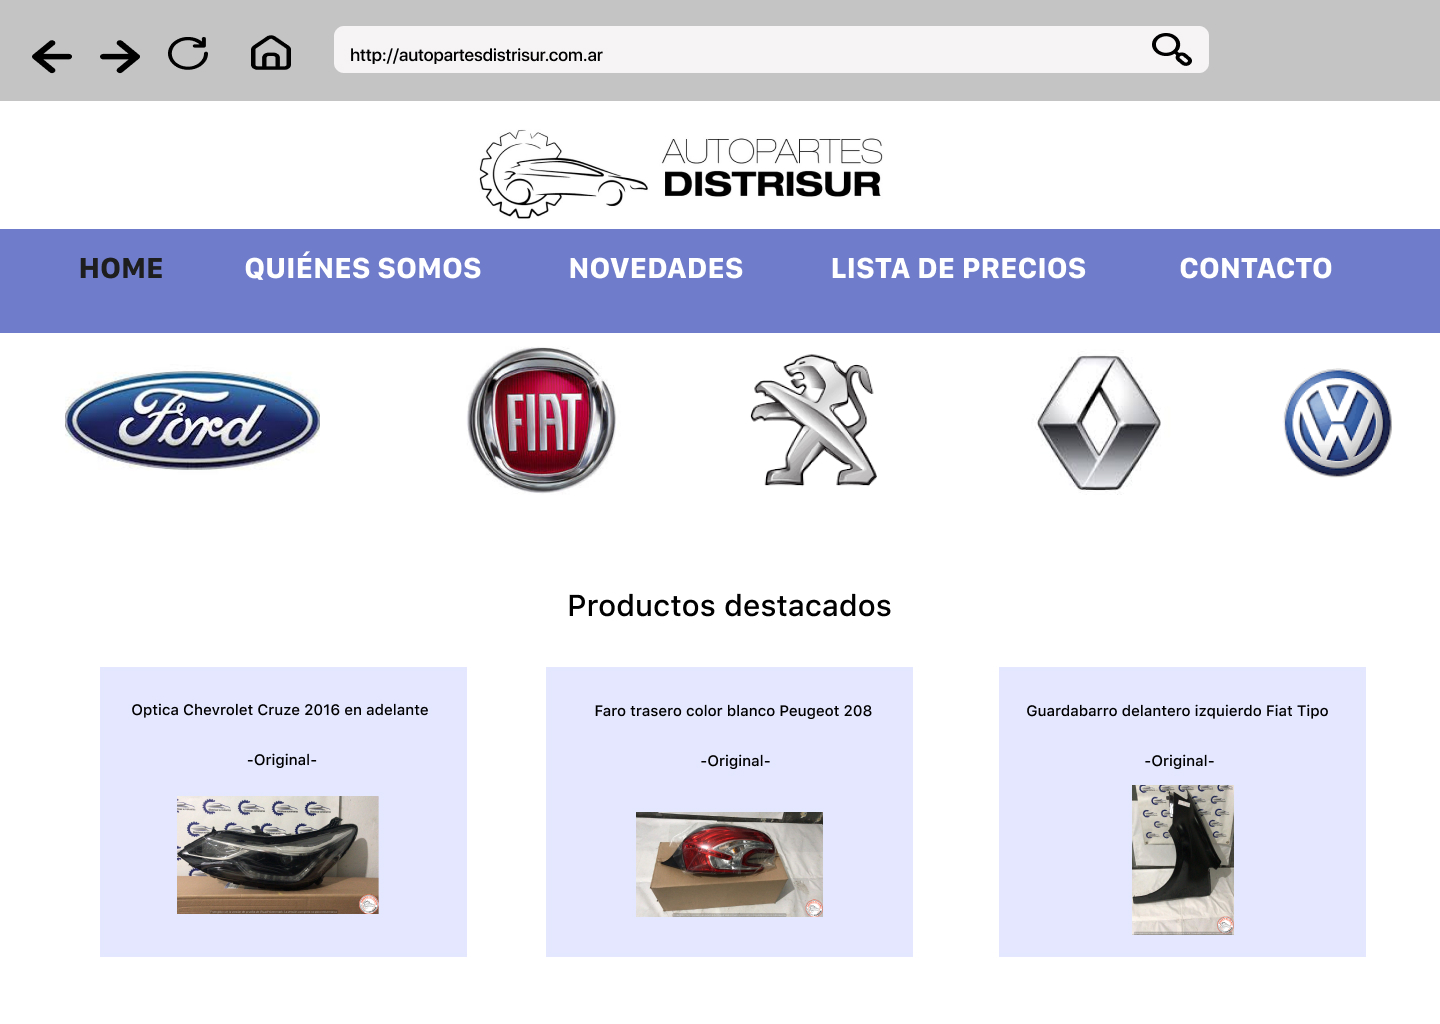 http://autopartesdistrisur.com.ar
AUTOPARTES
DISTRISUR
HOME QUIÉNES SOMOS NOVEDADES LISTA DE PRECIOS CONTACTO
Ford FIAT VW
Productos destacados
Optica Chevrolet Cruze 2016 en adelante
-Original-
Faro trasero color blanco Peugeot 208
-Original-
Guardabarro delantero izquierdo Fiat Tipo
-Original-